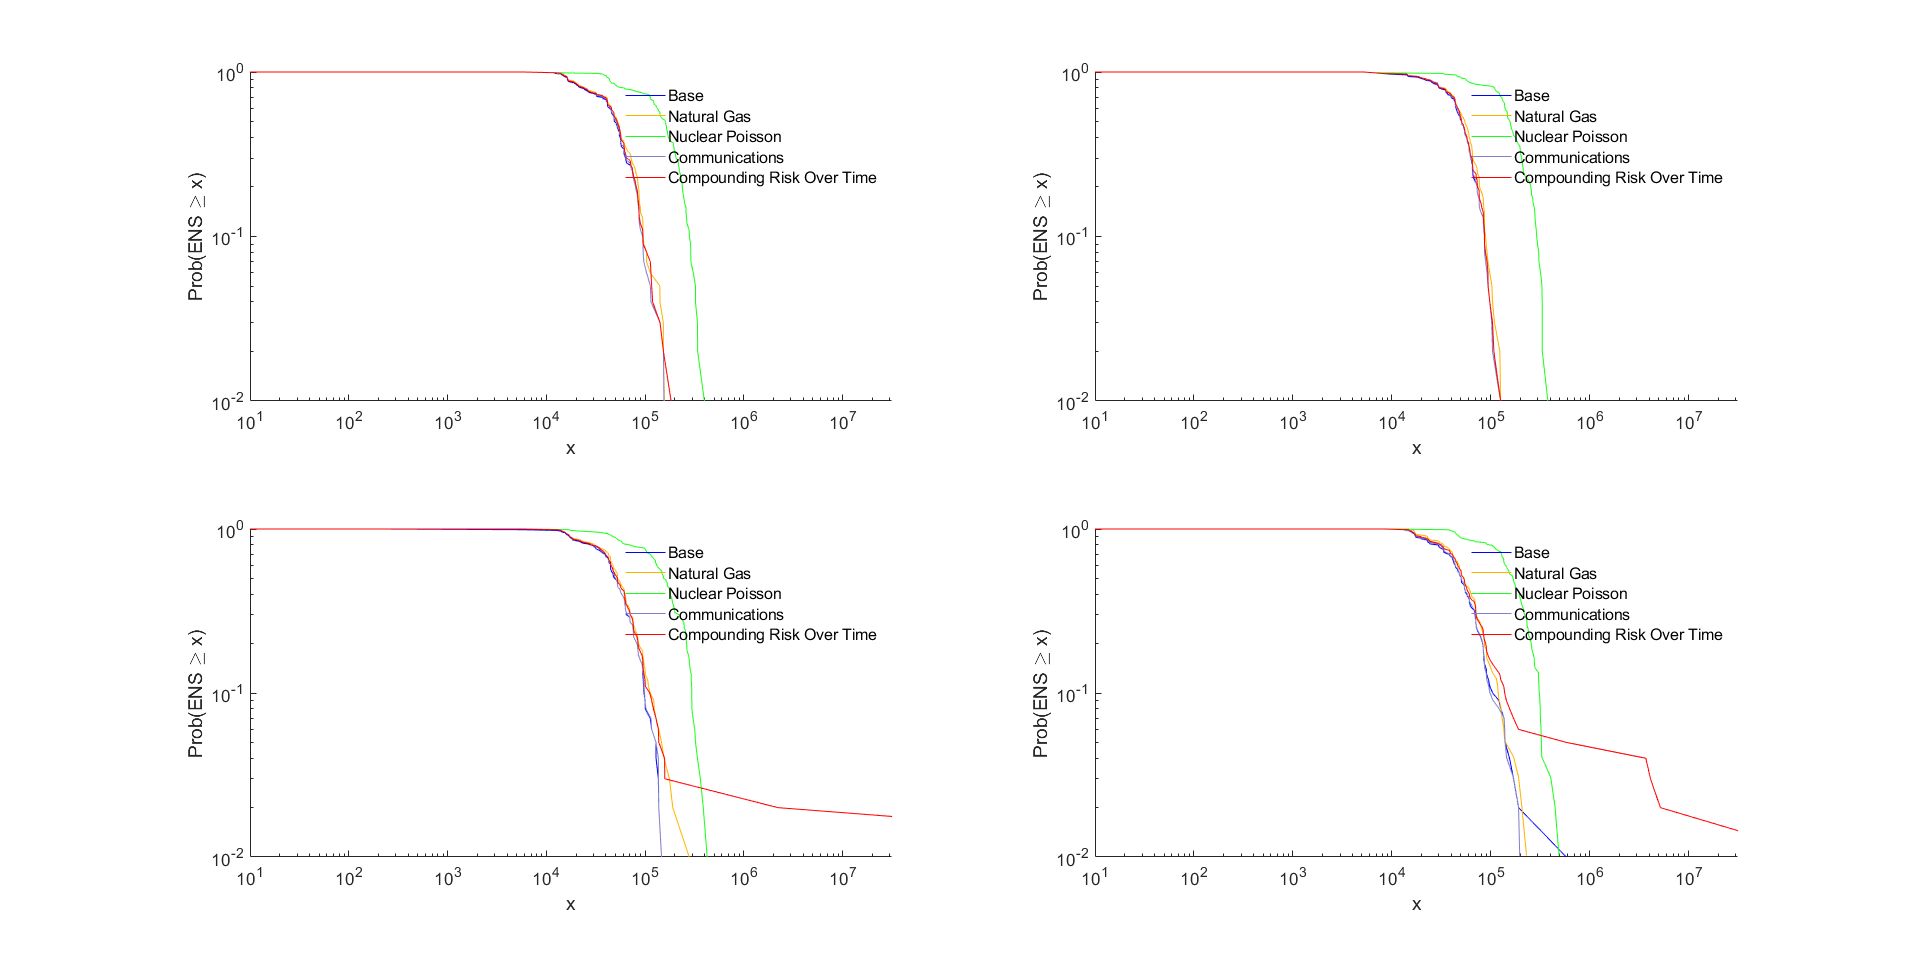 10^0
10^-1
10^-2
Prob(ENS ≥ x)
Base
Natural Gas
Nuclear Poisson
Communications
Compounding Risk Over Time
10^1 10^2 10^3 10^4 10^5 10^6 10^7
x
10^0
10^-1
10^-2
Prob(ENS ≥ x)
Base
Natural Gas
Nuclear Poisson
Communications
Compounding Risk Over Time
10^1 10^2 10^3 10^4 10^5 10^6 10^7
x
10^0
10^-1
10^-2
Prob(ENS ≥ x)
Base
Natural Gas
Nuclear Poisson
Communications
Compounding Risk Over Time
10^1 10^2 10^3 10^4 10^5 10^6 10^7
x
10^0
10^-1
10^-2
Prob(ENS ≥ x)
Base
Natural Gas
Nuclear Poisson
Communications
Compounding Risk Over Time
10^1 10^2 10^3 10^4 10^5 10^6 10^7
x